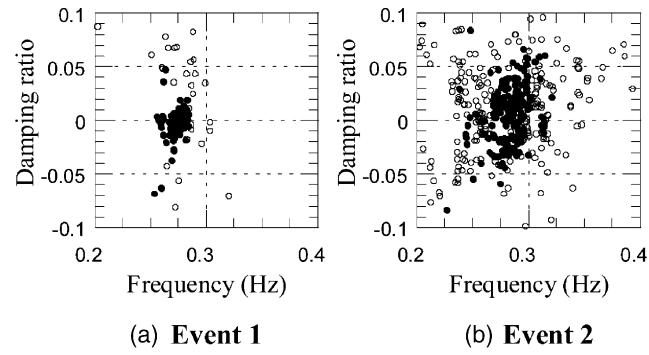 0.1
0.05
0
-0.05
-0.1
Damping ratio
0.2
0.3
0.4
Frequency (Hz)
(a) Event 1
0.1
0.05
0
-0.05
-0.1
Damping ratio
0.2
0.3
0.4
Frequency (Hz)
(b) Event 2